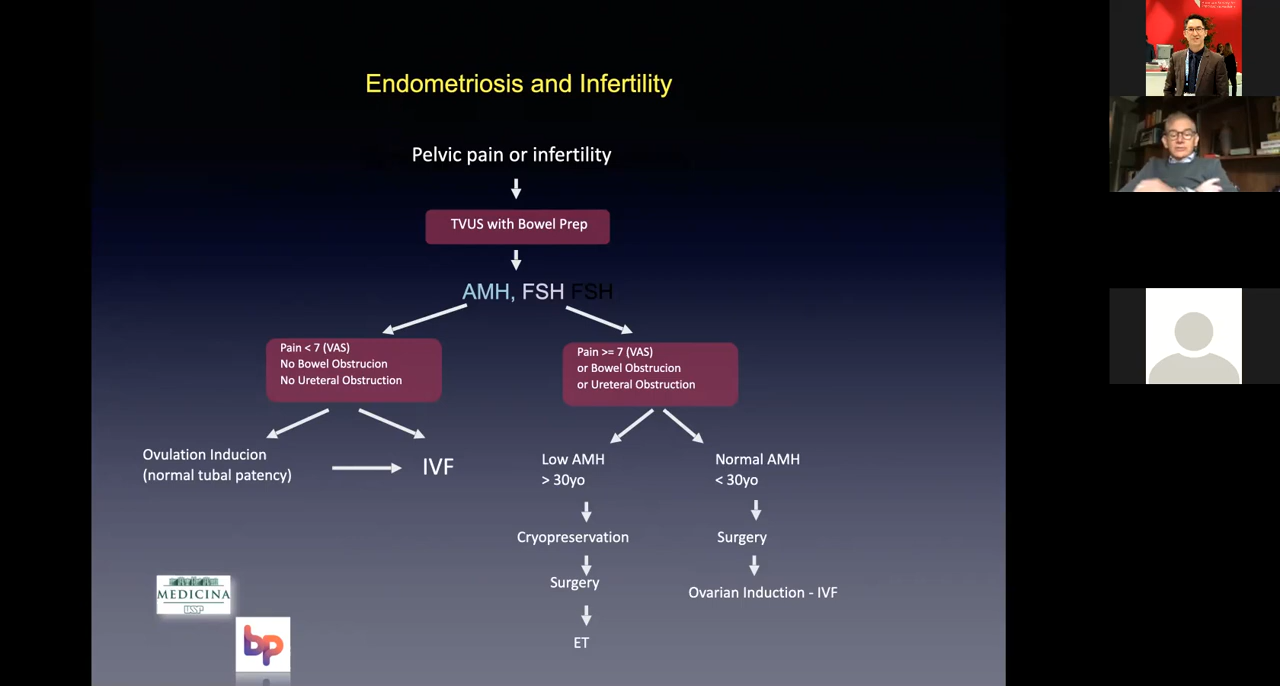 Endometriosis and Infertility
Pelvic pain or infertility
TVUS with Bowel Prep
AMH, FSH FSH
Pain < 7 (VAS)
No Bowel Obstrucion
No Ureteral Obstruction
Pain >= 7 (VAS)
or Bowel Obstrucion
or Ureteral Obstruction
Ovulation Inducion
(normal tubal patency)
IVF
Low AMH
> 30yo
Normal AMH
< 30yo
Cryopreservation
Surgery
Surgery
Ovarian Induction - IVF
ET
MEDICINA
USSP
bp